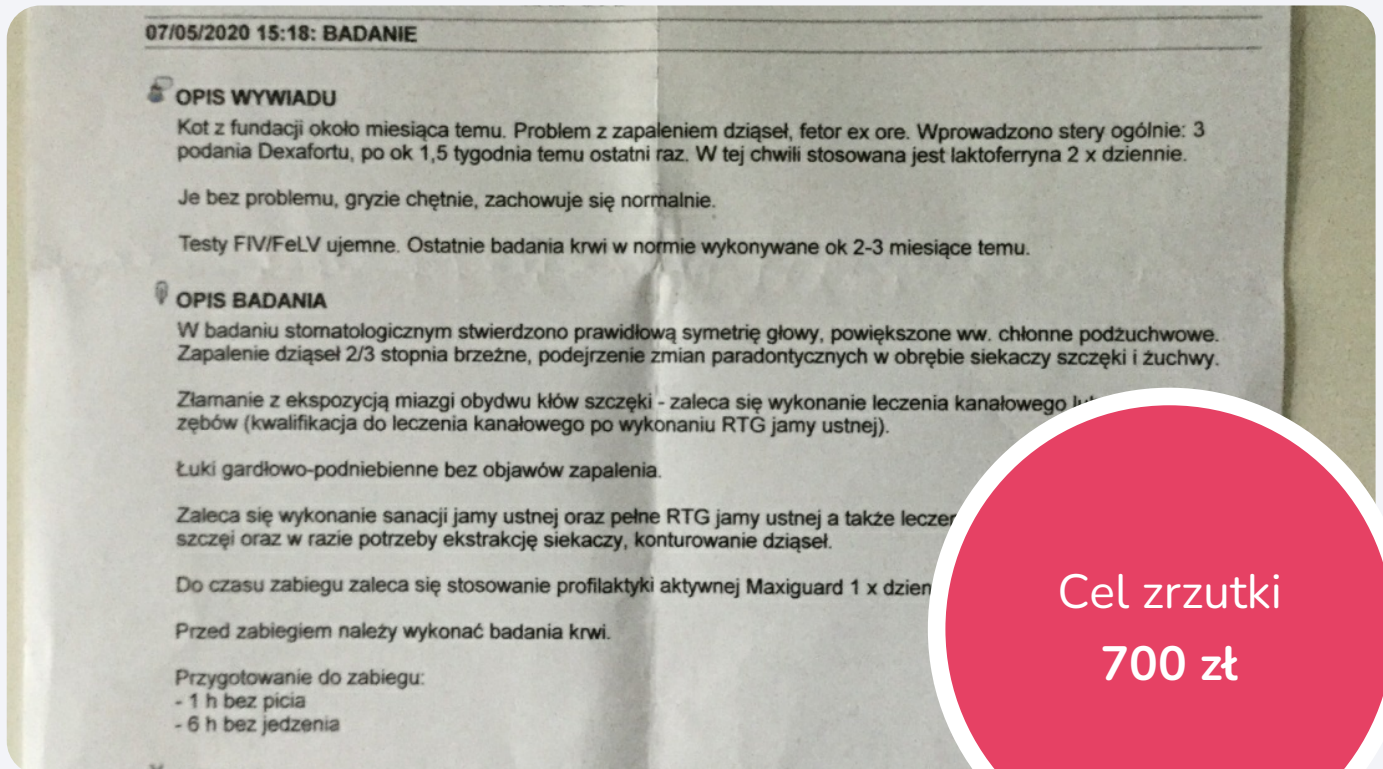 07/05/2020 15:18: BADANIE
OPIS WYWIADU
Kot z fundacji około miesiąca temu. Problem z zapaleniem dziąseł, fetor ex ore. Wprowadzono stery ogólnie: 3
podania Dexafortu, po ok 1,5 tygodnia temu ostatni raz. W tej chwili stosowana jest laktoferryna 2 x dziennie.
Je bez problemu, gryzie chętnie, zachowuje się normalnie.
Testy FIV/FeLV ujemne. Ostatnie badania krwi w normie wykonywane ok 2-3 miesiące temu.
OPIS BADANIA
W badaniu stomatologicznym stwierdzono prawidłową symetrię głowy, powiększone ww. chłonne podżuchwowe.
Zapalenie dziąseł 2/3 stopnia brzeżne, podejrzenie zmian paradontycznych w obrębie siekaczy szczęki i żuchwy.
Złamanie z ekspozycją miazgi obydwu kłów szczęki - zaleca się wykonanie leczenia kanałowego
zębów (kwalifikacja do leczenia kanałowego po wykonaniu RTG jamy ustnej).
Łuki gardłowo-podniebienne bez objawów zapalenia.
Zaleca się wykonanie sanacji jamy ustnej oraz pełne RTG jamy ustnej a także leczen
szczęi oraz w razie potrzeby ekstrakcję siekaczy, konturowanie dziąseł.
Do czasu zabiegu zaleca się stosowanie profilaktyki aktywnej Maxiguard 1 x dzien
Przed zabiegiem należy wykonać badania krwi.
Przygotowanie do zabiegu:
- 1 h bez picia
- 6 h bez jedzenia
Cel zrzutki
700 zł